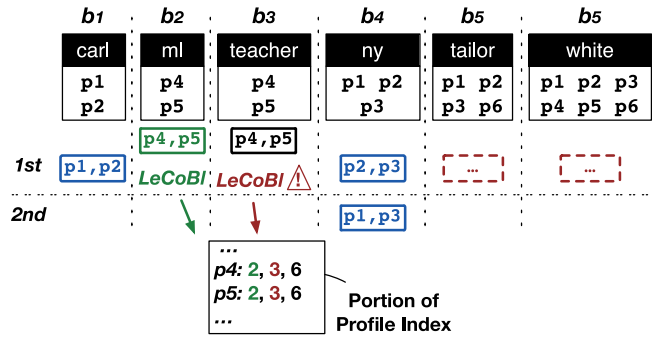 b1 b2 b3 b4 b5 b5
carl ml teacher ny tailor white
p1 p4 p4 p1 p2 p1 p2 p1 p2 p3
p2 p5 p5 p3 p3 p6 p4 p5 p6
p4,p5 p4,p5
1st p1,p2 p2,p3 ... ...
LeCoBI LeCoBI !
2nd p1,p3
...
p4: 2, 3, 6
p5: 2, 3, 6
...
Portion of
Profile Index